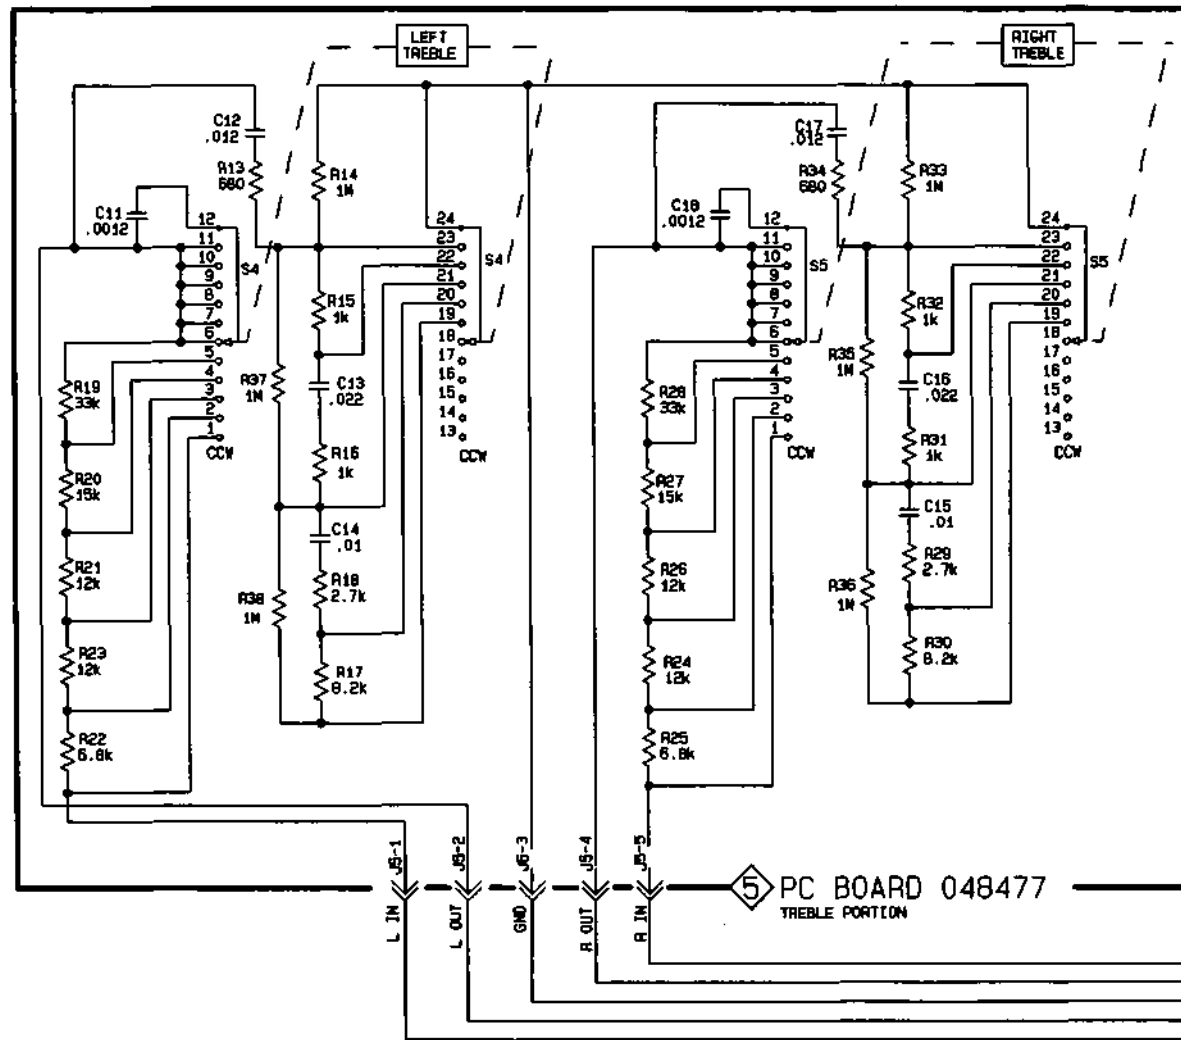 LEFT
TREBLE
RIGHT
TREBLE
C12
.012
R13
680
R14
1M
C11
.0012
12
11
10
9
8
7
6
5
4
3
2
1
CCW
S4
24
23
22
21
20
19
18
17
16
15
14
13
CCW
S4
R15
1k
R37
1M
C13
.022
R16
1k
C14
.01
R18
2.7k
R38
1M
R17
8.2k
R19
33k
R20
15k
R21
12k
R23
12k
R22
6.8k
C17
.012
R34
680
R33
1M
C18
.0012
12
11
10
9
8
7
6
5
4
3
2
1
CCW
S5
24
23
22
21
20
19
18
17
16
15
14
13
CCW
S5
R32
1k
R35
1M
C16
.022
R31
1k
C15
.01
R29
2.7k
R36
1M
R30
8.2k
R28
33k
R27
15k
R26
12k
R24
12k
R25
6.8k
J5-1
J5-2
J5-3
J5-4
J5-5
L IN
L OUT
GND
R OUT
R IN
5 PC BOARD 048477
TREBLE PORTION